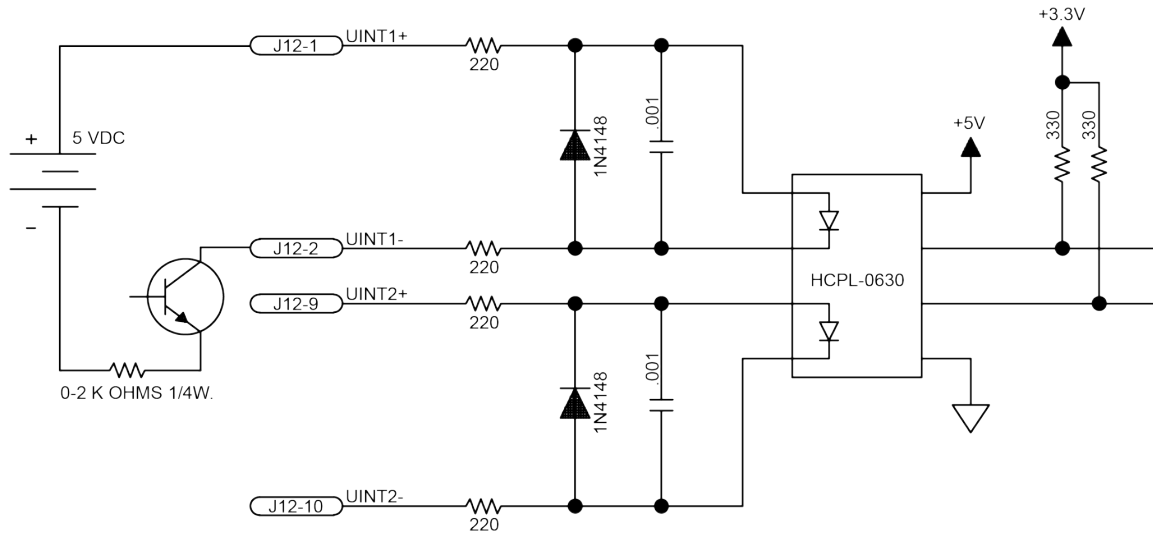 J12-1
UINT1+
220
+3.3V
.001
1N4148
330
330
+
5 VDC
+5V
-
J12-2
UINT1-
220
HCPL-0630
J12-9
UINT2+
220
.001
1N4148
0-2 K OHMS 1/4W.
J12-10
UINT2-
220